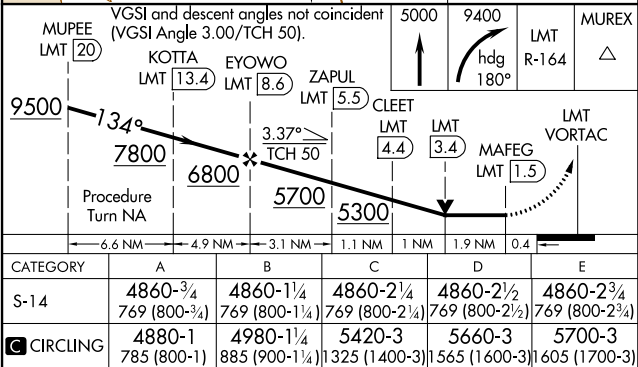 VGSI and descent angles not coincident
(VGSI Angle 3.00/TCH 50).
5000
9400
hdg
180°
LMT
R-164
MUREX
MUPEE
LMT 20
KOTTA
LMT 13.4
EYOWO
LMT 8.6
ZAPUL
LMT 5.5
CLEET
LMT
4.4
LMT
3.4
MAFEG
LMT 1.5
LMT
VORTAC
9500
134°
7800
6800
3.37°
TCH 50
5700
5300
Procedure
Turn NA
6.6 NM 4.9 NM 3.1 NM 1.1 NM 1 NM 1.9 NM 0.4
CATEGORY A B C D E
S-14 4860-¾ 4860-1¼ 4860-2¼ 4860-2½ 4860-2¾
769 (800-¾) 769 (800-1¼) 769 (800-2¼) 769 (800-2½) 769 (800-2¾)
C CIRCLING 4880-1 4980-1¼ 5420-3 5660-3 5700-3
785 (800-1) 885 (900-1¼) 1325 (1400-3) 1565 (1600-3) 1605 (1700-3)